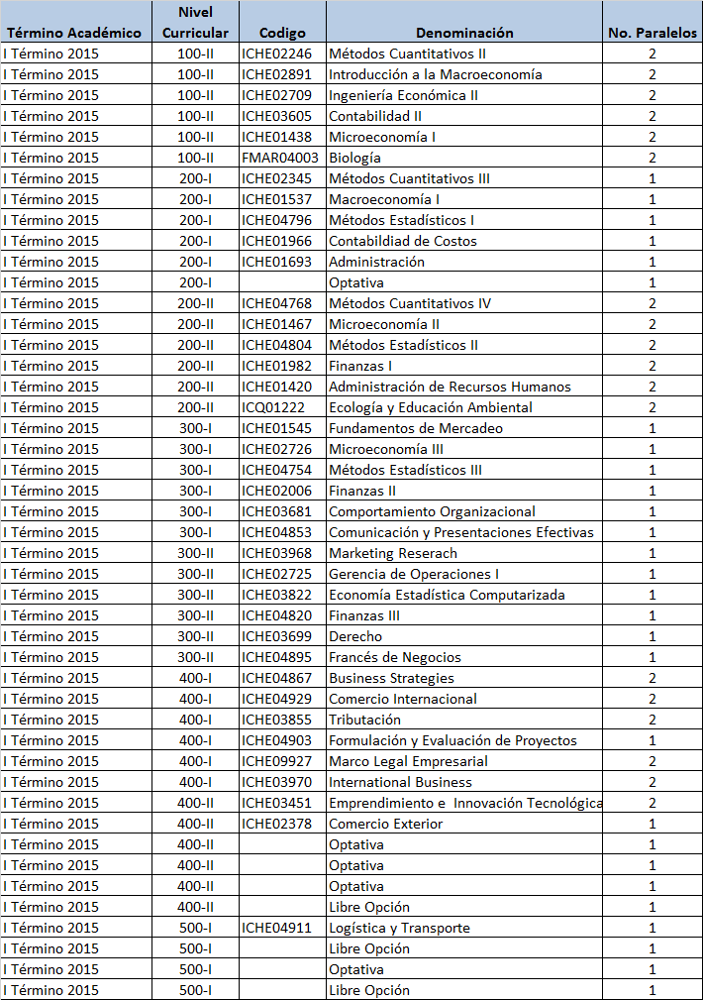 Término Académico Nivel Curricular Codigo Denominación No. Paralelos
I Término 2015 100-II ICHE02246 Métodos Cuantitativos II 2
I Término 2015 100-II ICHE02891 Introducción a la Macroeconomía 2
I Término 2015 100-II ICHE02709 Ingeniería Económica II 2
I Término 2015 100-II ICHE03605 Contabilidad II 2
I Término 2015 100-II ICHE01438 Microeconomía I 2
I Término 2015 100-II FMAR04003 Biología 2
I Término 2015 200-I ICHE02345 Métodos Cuantitativos III 1
I Término 2015 200-I ICHE01537 Macroeconomía I 1
I Término 2015 200-I ICHE04796 Métodos Estadísticos I 1
I Término 2015 200-I ICHE01966 Contabildiad de Costos 1
I Término 2015 200-I ICHE01693 Administración 1
I Término 2015 200-I Optativa 1
I Término 2015 200-II ICHE04768 Métodos Cuantitativos IV 2
I Término 2015 200-II ICHE01467 Microeconomía II 2
I Término 2015 200-II ICHE04804 Métodos Estadísticos II 2
I Término 2015 200-II ICHE01982 Finanzas I 2
I Término 2015 200-II ICHE01420 Administración de Recursos Humanos 2
I Término 2015 200-II ICQ01222 Ecología y Educación Ambiental 2
I Término 2015 300-I ICHE01545 Fundamentos de Mercadeo 1
I Término 2015 300-I ICHE02726 Microeconomía III 1
I Término 2015 300-I ICHE04754 Métodos Estadísticos III 1
I Término 2015 300-I ICHE02006 Finanzas II 1
I Término 2015 300-I ICHE03681 Comportamiento Organizacional 1
I Término 2015 300-I ICHE04853 Comunicación y Presentaciones Efectivas 1
I Término 2015 300-II ICHE03968 Marketing Reserach 1
I Término 2015 300-II ICHE02725 Gerencia de Operaciones I 1
I Término 2015 300-II ICHE03822 Economía Estadística Computarizada 1
I Término 2015 300-II ICHE04820 Finanzas III 1
I Término 2015 300-II ICHE03699 Derecho 1
I Término 2015 300-II ICHE04895 Francés de Negocios 1
I Término 2015 400-I ICHE04867 Business Strategies 2
I Término 2015 400-I ICHE04929 Comercio Internacional 2
I Término 2015 400-I ICHE03855 Tributación 2
I Término 2015 400-I ICHE04903 Formulación y Evaluación de Proyectos 1
I Término 2015 400-I ICHE09927 Marco Legal Empresarial 2
I Término 2015 400-I ICHE03970 International Business 2
I Término 2015 400-II ICHE03451 Emprendimiento e Innovación Tecnológica 2
I Término 2015 400-II ICHE02378 Comercio Exterior 1
I Término 2015 400-II Optativa 1
I Término 2015 400-II Optativa 1
I Término 2015 400-II Optativa 1
I Término 2015 400-II Libre Opción 1
I Término 2015 500-I ICHE04911 Logística y Transporte 1
I Término 2015 500-I Libre Opción 1
I Término 2015 500-I Optativa 1
I Término 2015 500-I Libre Opción 1